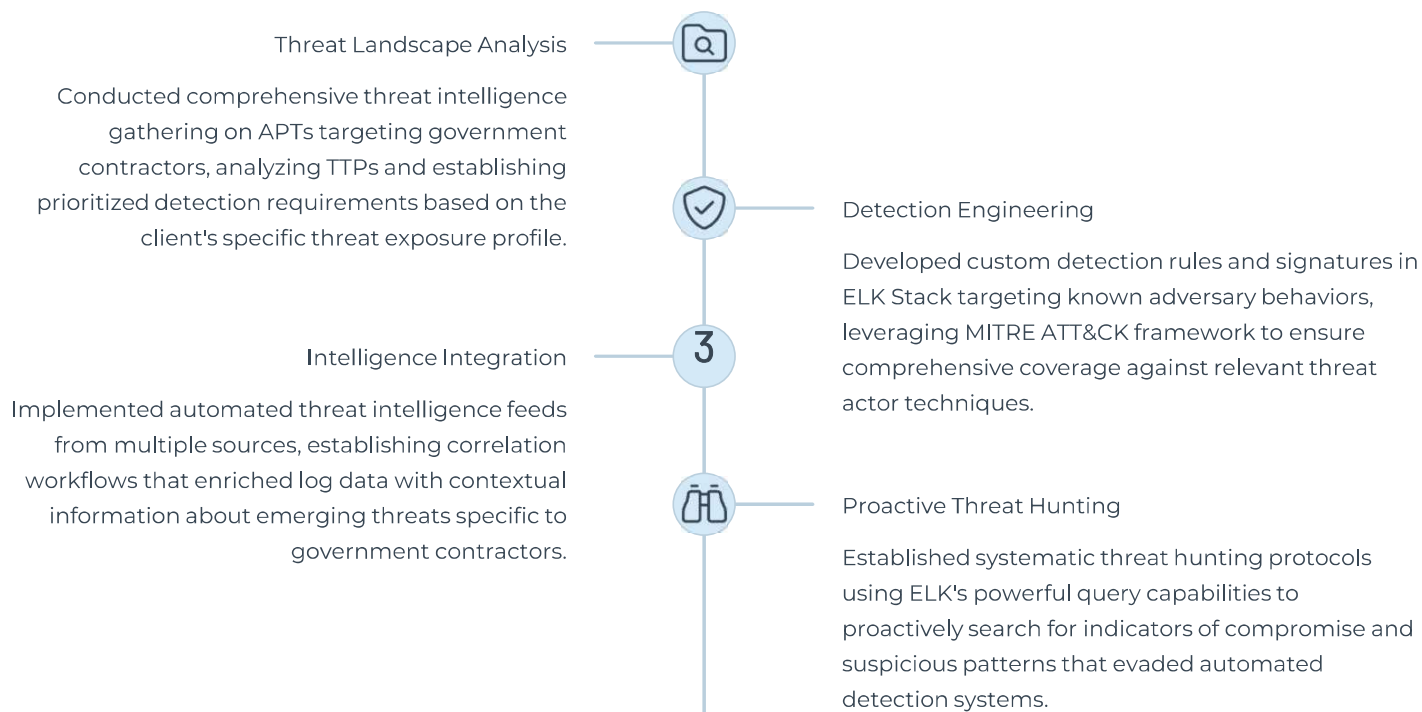 Threat Landscape Analysis
Conducted comprehensive threat intelligence
gathering on APTs targeting government
contractors, analyzing TTPs and establishing
prioritized detection requirements based on the
client's specific threat exposure profile.
Detection Engineering
Developed custom detection rules and signatures in
ELK Stack targeting known adversary behaviors,
leveraging MITRE ATT&CK framework to ensure
comprehensive coverage against relevant threat
actor techniques.
3
Intelligence Integration
Implemented automated threat intelligence feeds
from multiple sources, establishing correlation
workflows that enriched log data with contextual
information about emerging threats specific to
government contractors.
Proactive Threat Hunting
Established systematic threat hunting protocols
using ELK's powerful query capabilities to
proactively search for indicators of compromise and
suspicious patterns that evaded automated
detection systems.